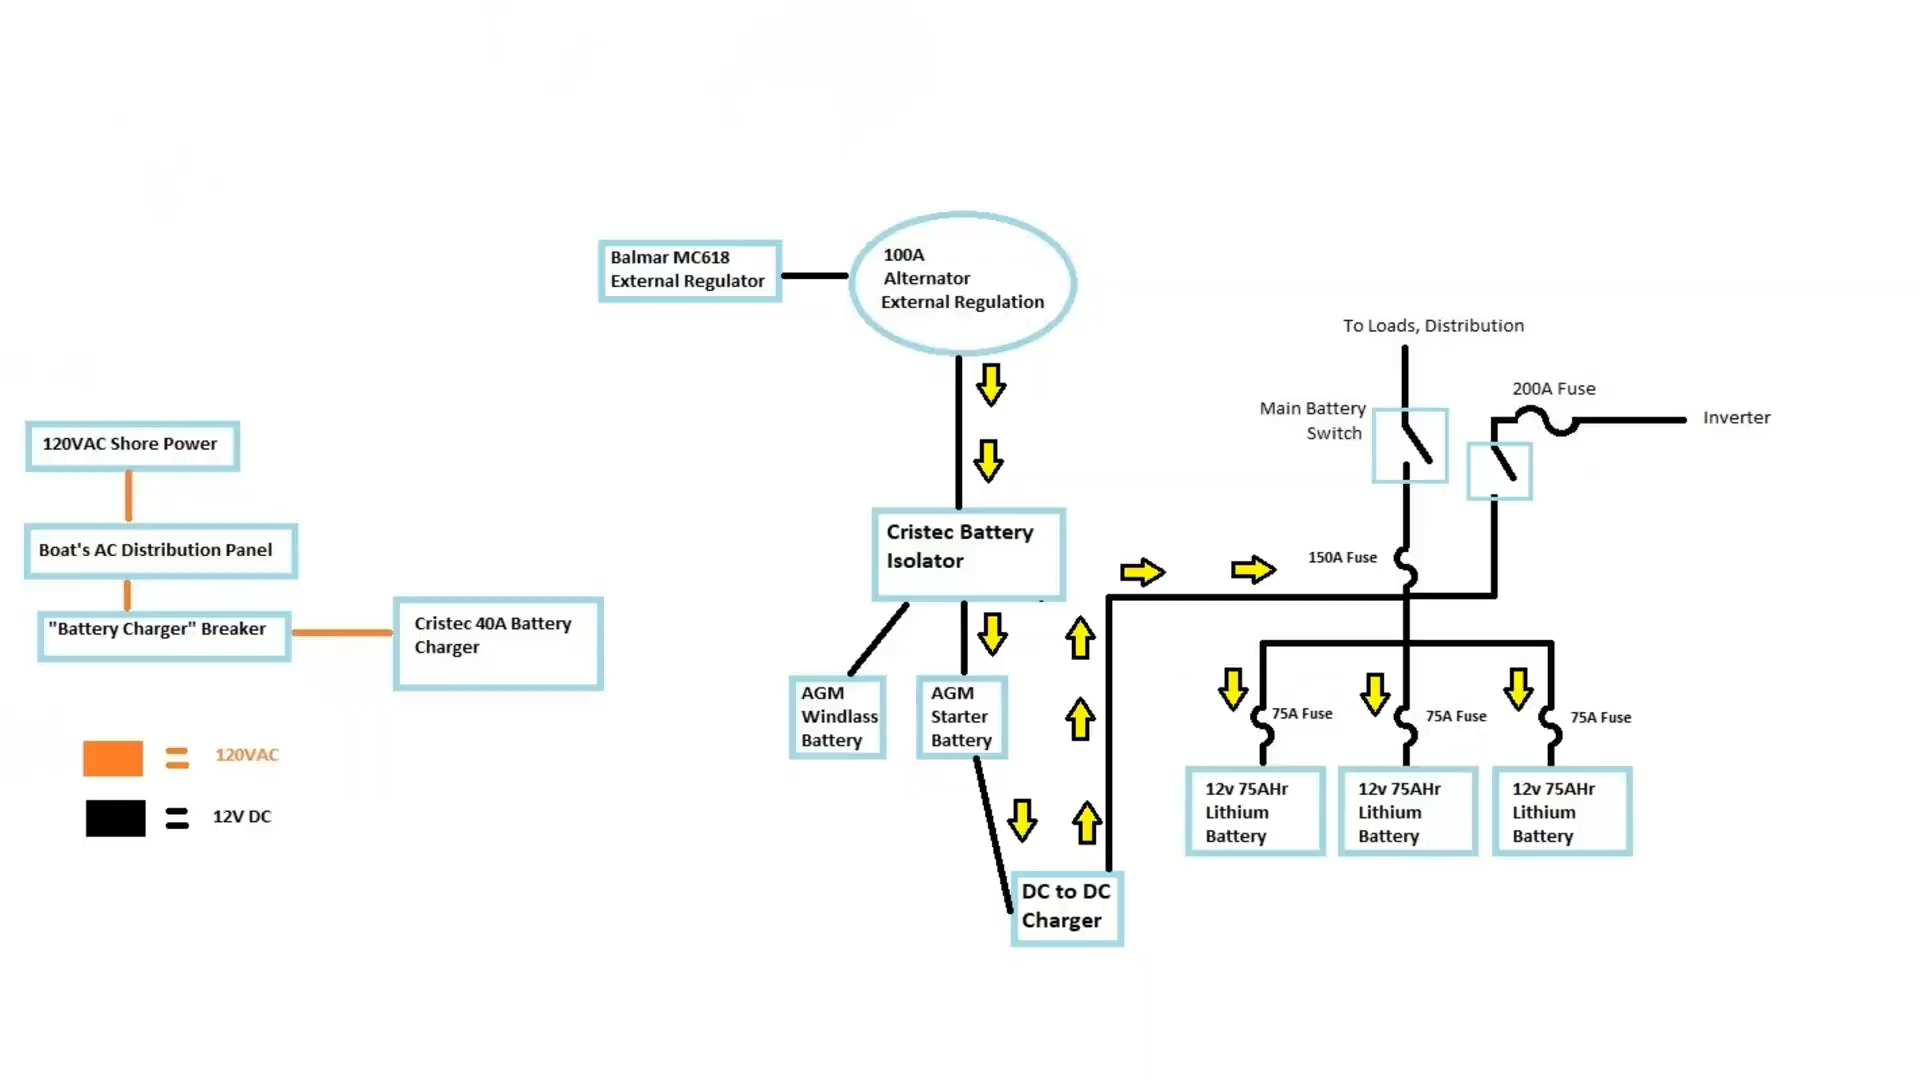 Balmar MC618
External Regulator
100A
Alternator
External Regulation
To Loads, Distribution
200A Fuse
Main Battery
Switch
Inverter
120VAC Shore Power
Cristec Battery
Isolator
150A Fuse
Boat's AC Distribution Panel
"Battery Charger" Breaker
Cristec 40A Battery
Charger
AGM
Windlass
Battery
AGM
Starter
Battery
75A Fuse
75A Fuse
75A Fuse
120VAC
12V DC
12v 75AHr
Lithium
Battery
12v 75AHr
Lithium
Battery
12v 75AHr
Lithium
Battery
DC to DC
Charger